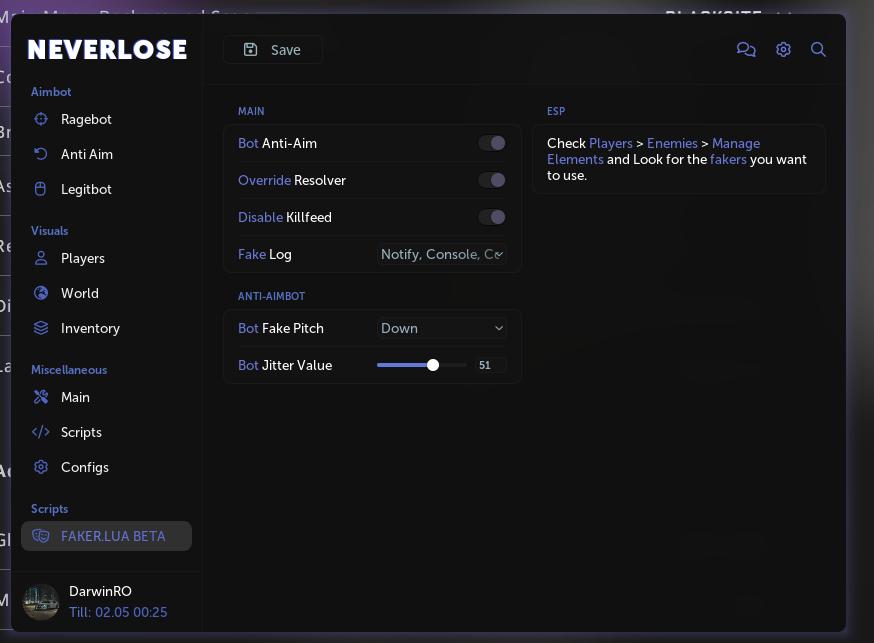 NEVERLOSE
Save
Aimbot
Ragebot
Anti Aim
Legitbot
Visuals
Players
World
Inventory
Miscellaneous
Main
Scripts
Configs
Scripts
FAKER.LUA BETA
DarwinRO
Till: 02.05 00:25
MAIN
Bot Anti-Aim
Override Resolver
Disable Killfeed
Fake Log Notify, Console, Co
ANTI-AIMBOT
Bot Fake Pitch Down
Bot Jitter Value 51
ESP
Check Players > Enemies > Manage
Elements and Look for the fakers you want
to use.